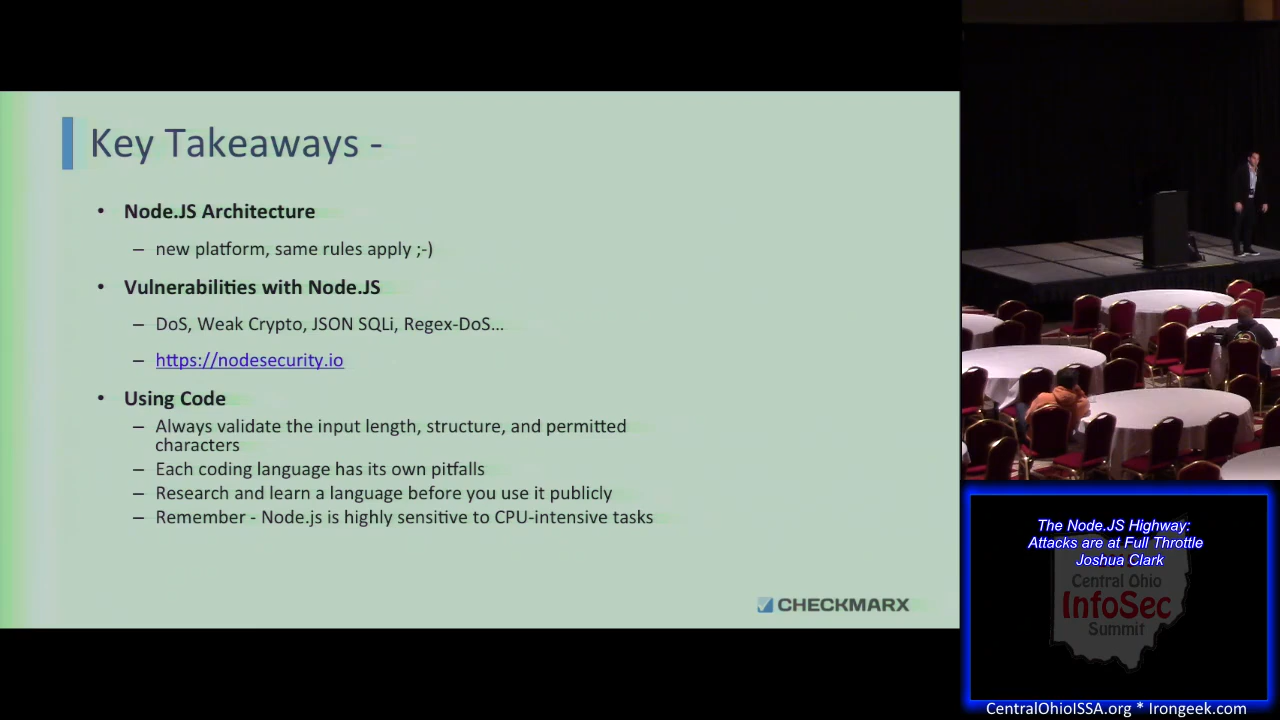 Key Takeaways -
• Node.JS Architecture
– new platform, same rules apply ;-)
• Vulnerabilities with Node.JS
– DoS, Weak Crypto, JSON SQLi, Regex-DoS...
– https://nodesecurity.io
• Using Code
– Always validate the input length, structure, and permitted
characters
– Each coding language has its own pitfalls
– Research and learn a language before you use it publicly
– Remember - Node.js is highly sensitive to CPU-intensive tasks
CHECKMARX
The Node.JS Highway:
Attacks are at Full Throttle
Joshua Clark
Central Ohio
InfoSec
Summit
CentralOhioISSA.org * Irongeek.com